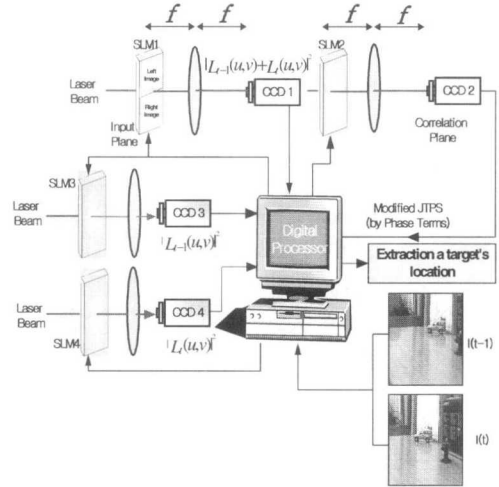 f f f f
SLM1
SLM2
|L_{t-1}(u,v)+L_t(u,v)|^2
Left
Image
Laser
Beam
CCD 1
CCD 2
Right
Image
Input
Plane
Correlation
Plane
SLM3
Laser
Beam
CCD 3
|L_{t-1}(u,v)|^2
Digital
Processor
Modified JTPS
(by Phase Terms)
Extraction a target's
location
Laser
Beam
CCD 4
SLM4
|L_t(u,v)|^2
I(t-1)
I(t)